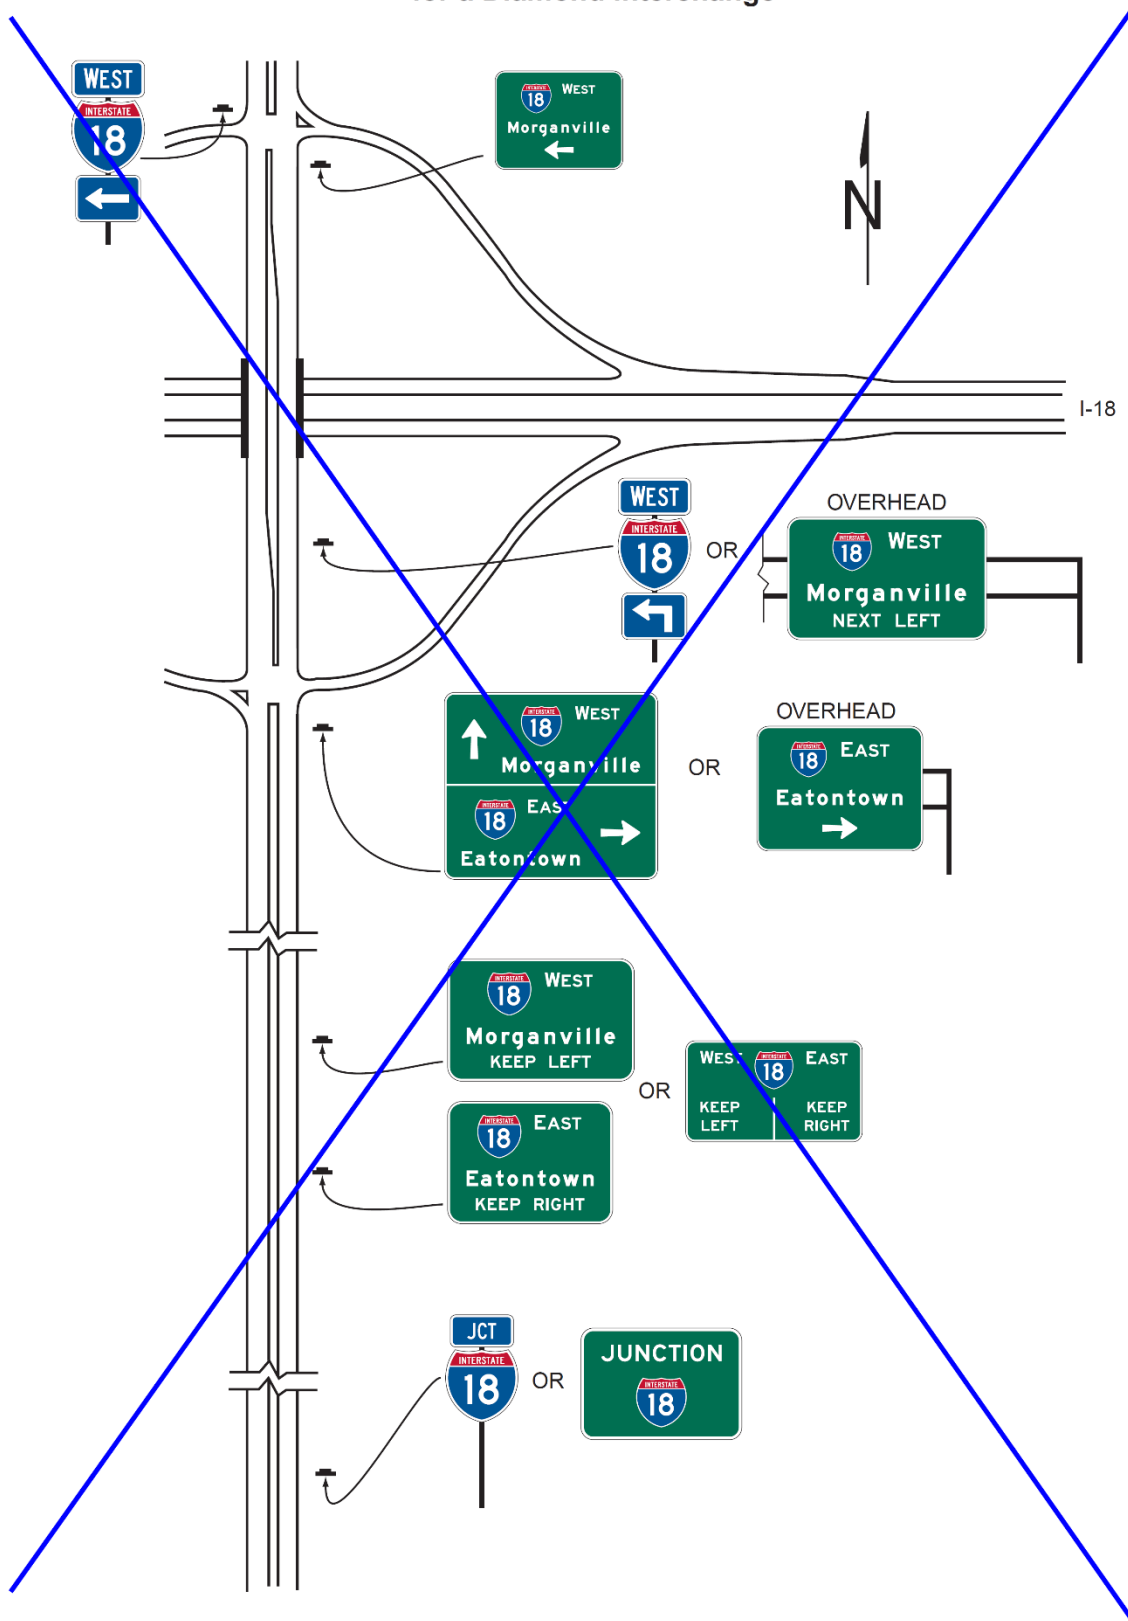 for a Diamond Interchange
WEST
INTERSTATE
18
INTERSTATE
18 WEST
Morganville
N
I-18
WEST
INTERSTATE
18
OR
OVERHEAD
INTERSTATE
18 WEST
Morganville
NEXT LEFT
INTERSTATE
18 WEST
Morganville
INTERSTATE
18 EAST
Eatontown
OR
OVERHEAD
INTERSTATE
18 EAST
Eatontown
INTERSTATE
18 WEST
Morganville
KEEP LEFT
INTERSTATE
18 EAST
Eatontown
KEEP RIGHT
OR
WEST INTERSTATE 18 EAST
KEEP LEFT
KEEP RIGHT
JCT
INTERSTATE
18
OR
JUNCTION
INTERSTATE
18